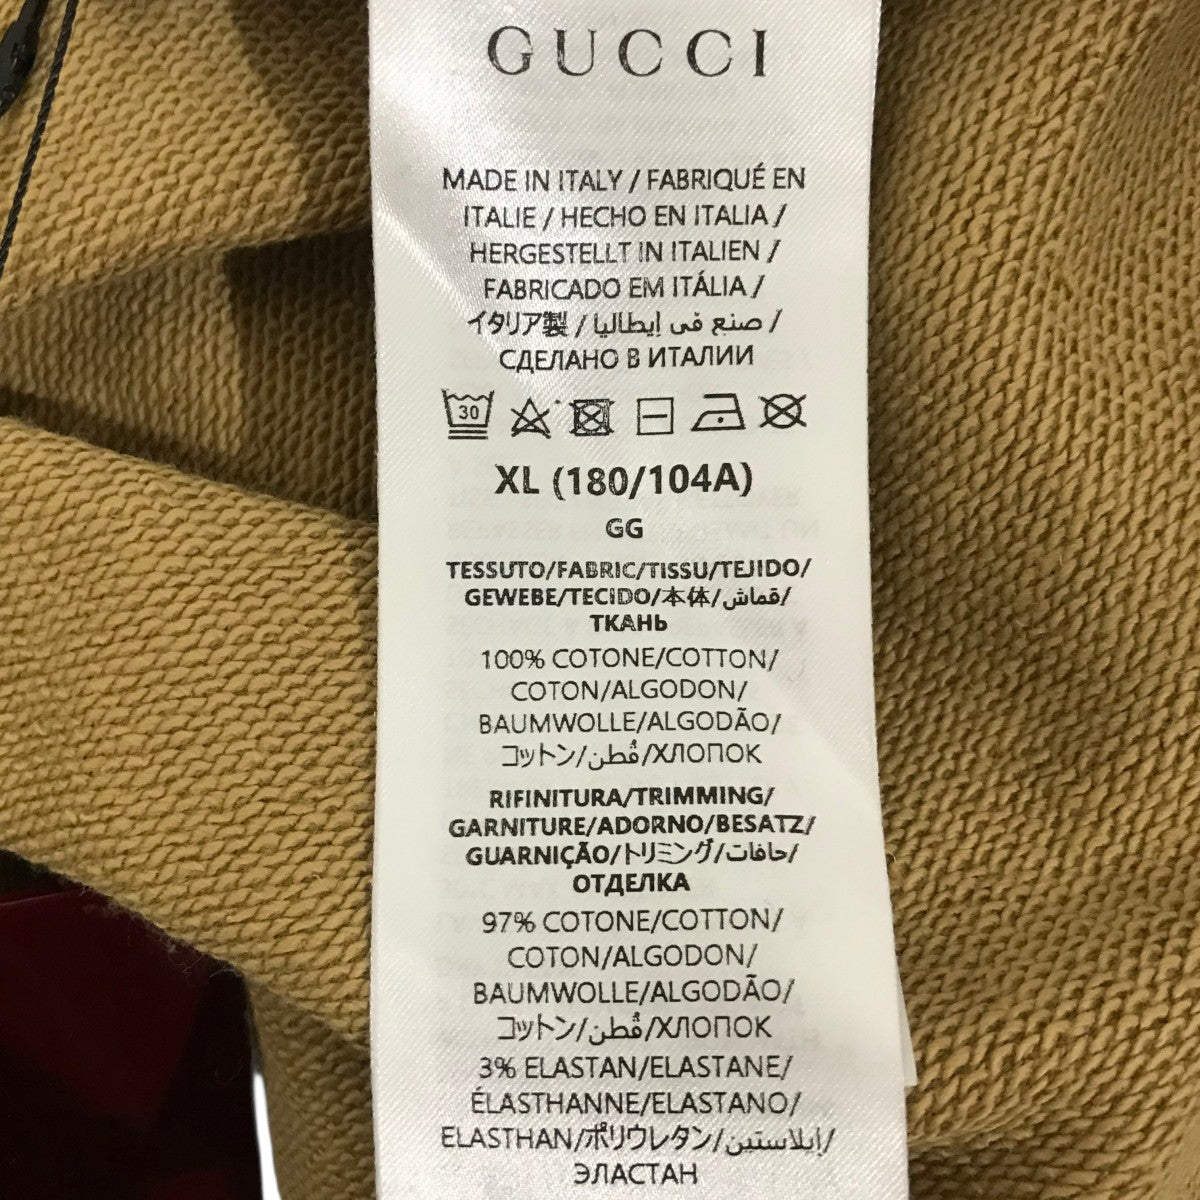 GUCCI
MADE IN ITALY / FABRIQUÉ EN
ITALIE / HECHO EN ITALIA /
HERGESTELLT IN ITALIEN /
FABRICADO EM ITÁLIA /
イタリア製 / صنع في إيطاليا /
СДЕЛАНО В ИТАЛИИ
30
XL (180/104A)
GG
TESSUTO/FABRIC/TISSU/TEJIDO/
GEWEBE/TECIDO/本体/قماش/
ТКАНЬ
100% COTONE/COTTON/
COTON/ALGODON/
BAUMWOLLE/ALGODÃO/
コットン/قُطن/ХЛОПОК
RIFINITURA/TRIMMING/
GARNITURE/ADORNO/BESATZ/
GUARNIÇÃO/トリミング/حافات/
ОТДЕЛКА
97% COTONE/COTTON/
COTON/ALGODON/
BAUMWOLLE/ALGODÃO/
コットン/قُطن/ХЛОПОК
3% ELASTAN/ELASTANE/
ÉLASTHANNE/ELASTANO/
ELASTHAN/ポリウレタン/إيلاستين/
ЭЛАСТАН